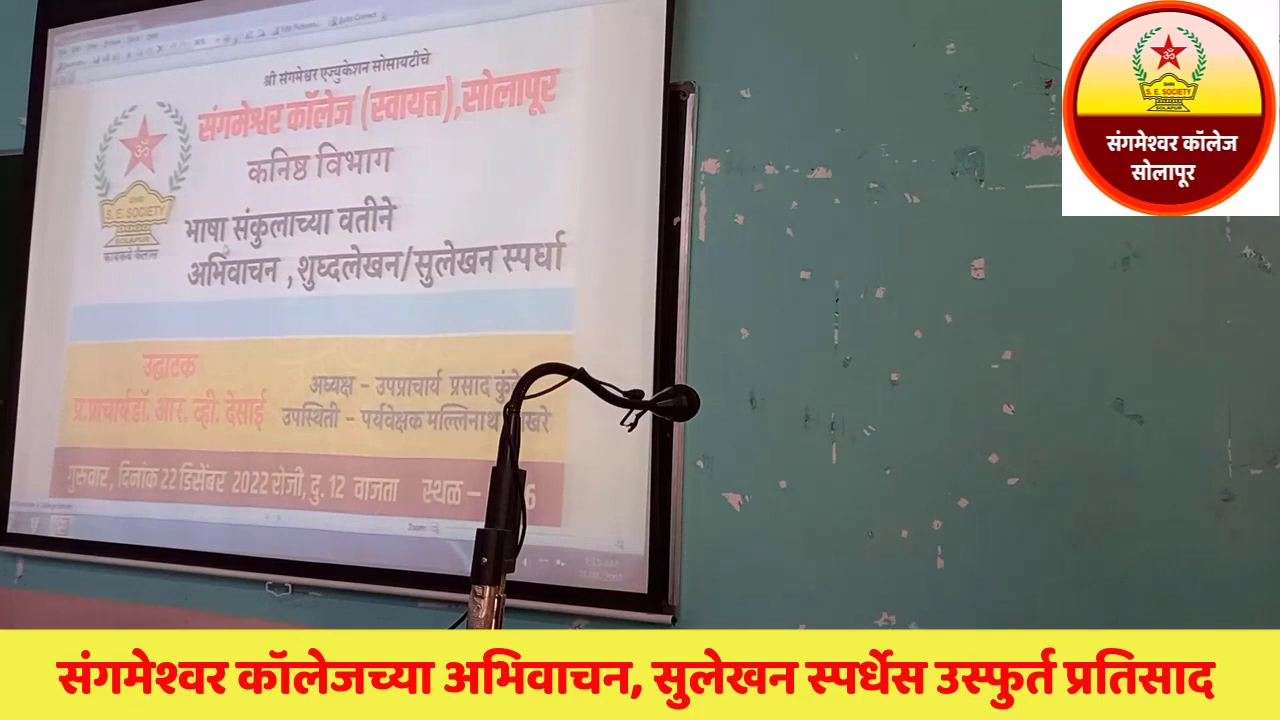 श्री संगमेश्वर एज्युकेशन सोसायटीचे
संगमेश्वर कॉलेज (स्वायत्त),सोलापूर
कनिष्ठ विभाग
भाषा संकुलाच्या वतीने
अभिवाचन ,शुध्दलेखन/सुलेखन स्पर्धा
S. E. SOCIETY
SOLAPUR
उद्घाटक
प्र.प्राचार्य डॉ. आर. व्ही. देसाई
अध्यक्ष – उपप्राचार्य प्रसाद
उपस्थिती – पर्यवेक्षक मल्लिनाथ
गुरुवार, दिनांक 22 डिसेंबर 2022 रोजी, दु. 12 वाजता स्थळ –
S. E. SOCIETY
SOLAPUR
संगमेश्वर कॉलेज
सोलापूर
संगमेश्वर कॉलेजच्या अभिवाचन, सुलेखन स्पर्धेस उस्फुर्त प्रतिसाद